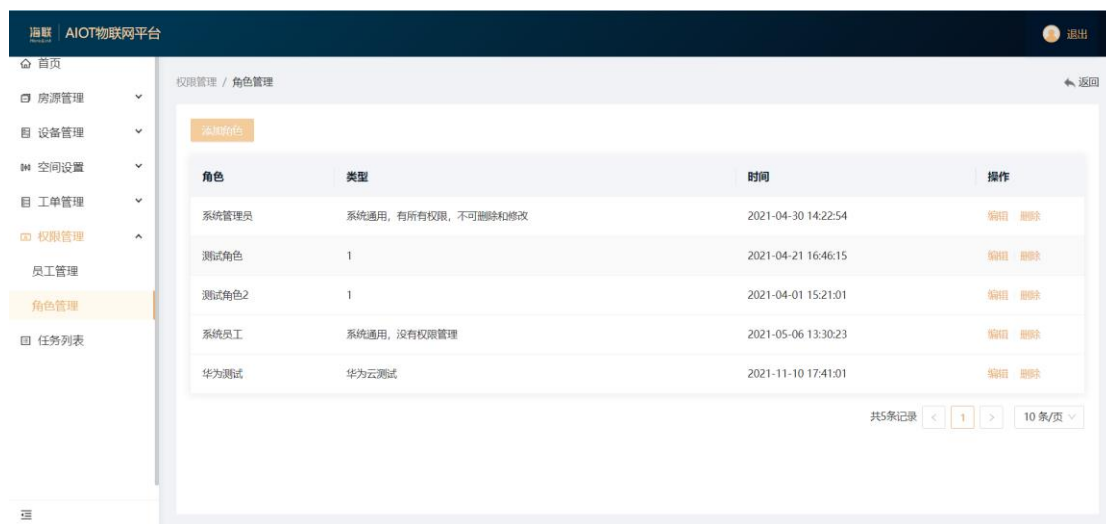 海联 AIOT物联网平台 退出
首页
房源管理
设备管理
空间设置
工单管理
权限管理
员工管理
角色管理
任务列表
权限管理 / 角色管理 返回
添加角色
角色 类型 时间 操作
系统管理员 系统通用，有所有权限，不可删除和修改 2021-04-30 14:22:54 编辑 删除
测试角色 1 2021-04-21 16:46:15 编辑 删除
测试角色2 1 2021-04-01 15:21:01 编辑 删除
系统员工 系统通用，没有权限管理 2021-05-06 13:30:23 编辑 删除
华为测试 华为云测试 2021-11-10 17:41:01 编辑 删除
共5条记录 < 1 > 10 条/页